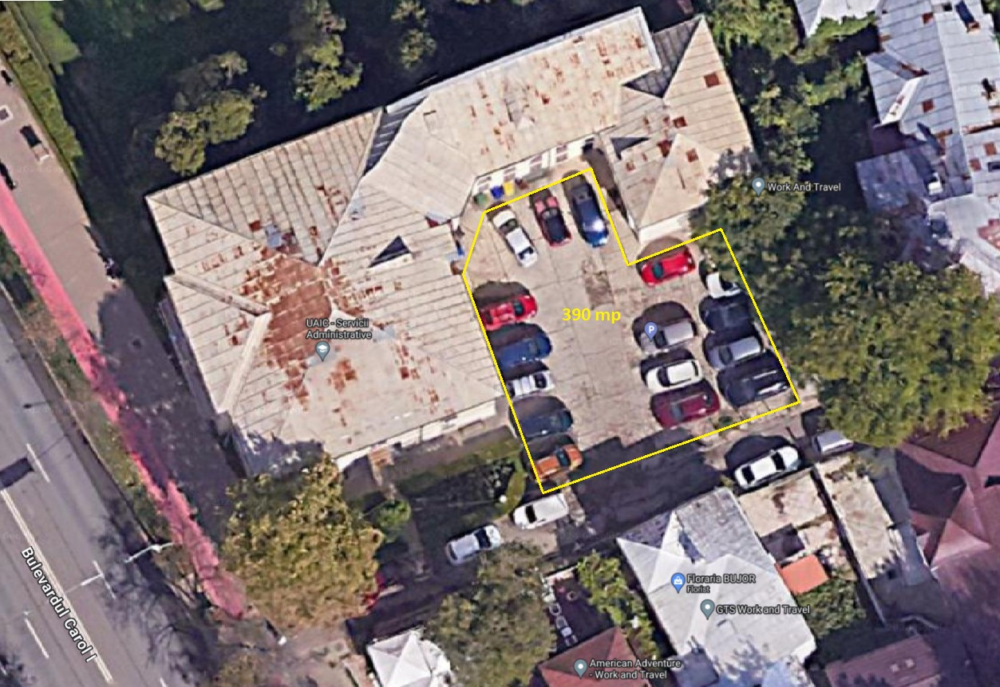 Work And Travel
390 mp
P
UAIC - Servicii
Administrative
Bulevardul Carol I
Floraria BUJOR
Florist
GTS Work and Travel
American Adventure
- Work and Travel